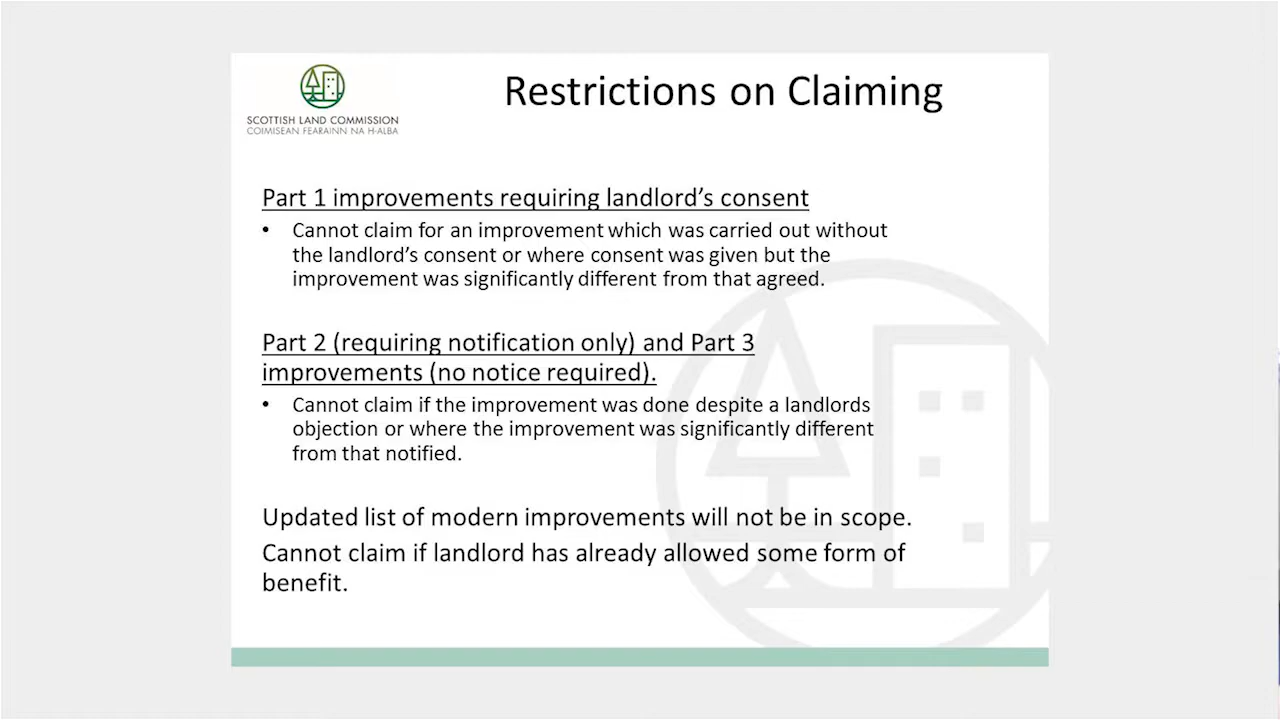 SCOTTISH LAND COMMISSION
COIMISEAN FEARAINN NA H-ALBA
Restrictions on Claiming
Part 1 improvements requiring landlord’s consent
• Cannot claim for an improvement which was carried out without
the landlord’s consent or where consent was given but the
improvement was significantly different from that agreed.
Part 2 (requiring notification only) and Part 3
improvements (no notice required).
• Cannot claim if the improvement was done despite a landlords
objection or where the improvement was significantly different
from that notified.
Updated list of modern improvements will not be in scope.
Cannot claim if landlord has already allowed some form of
benefit.